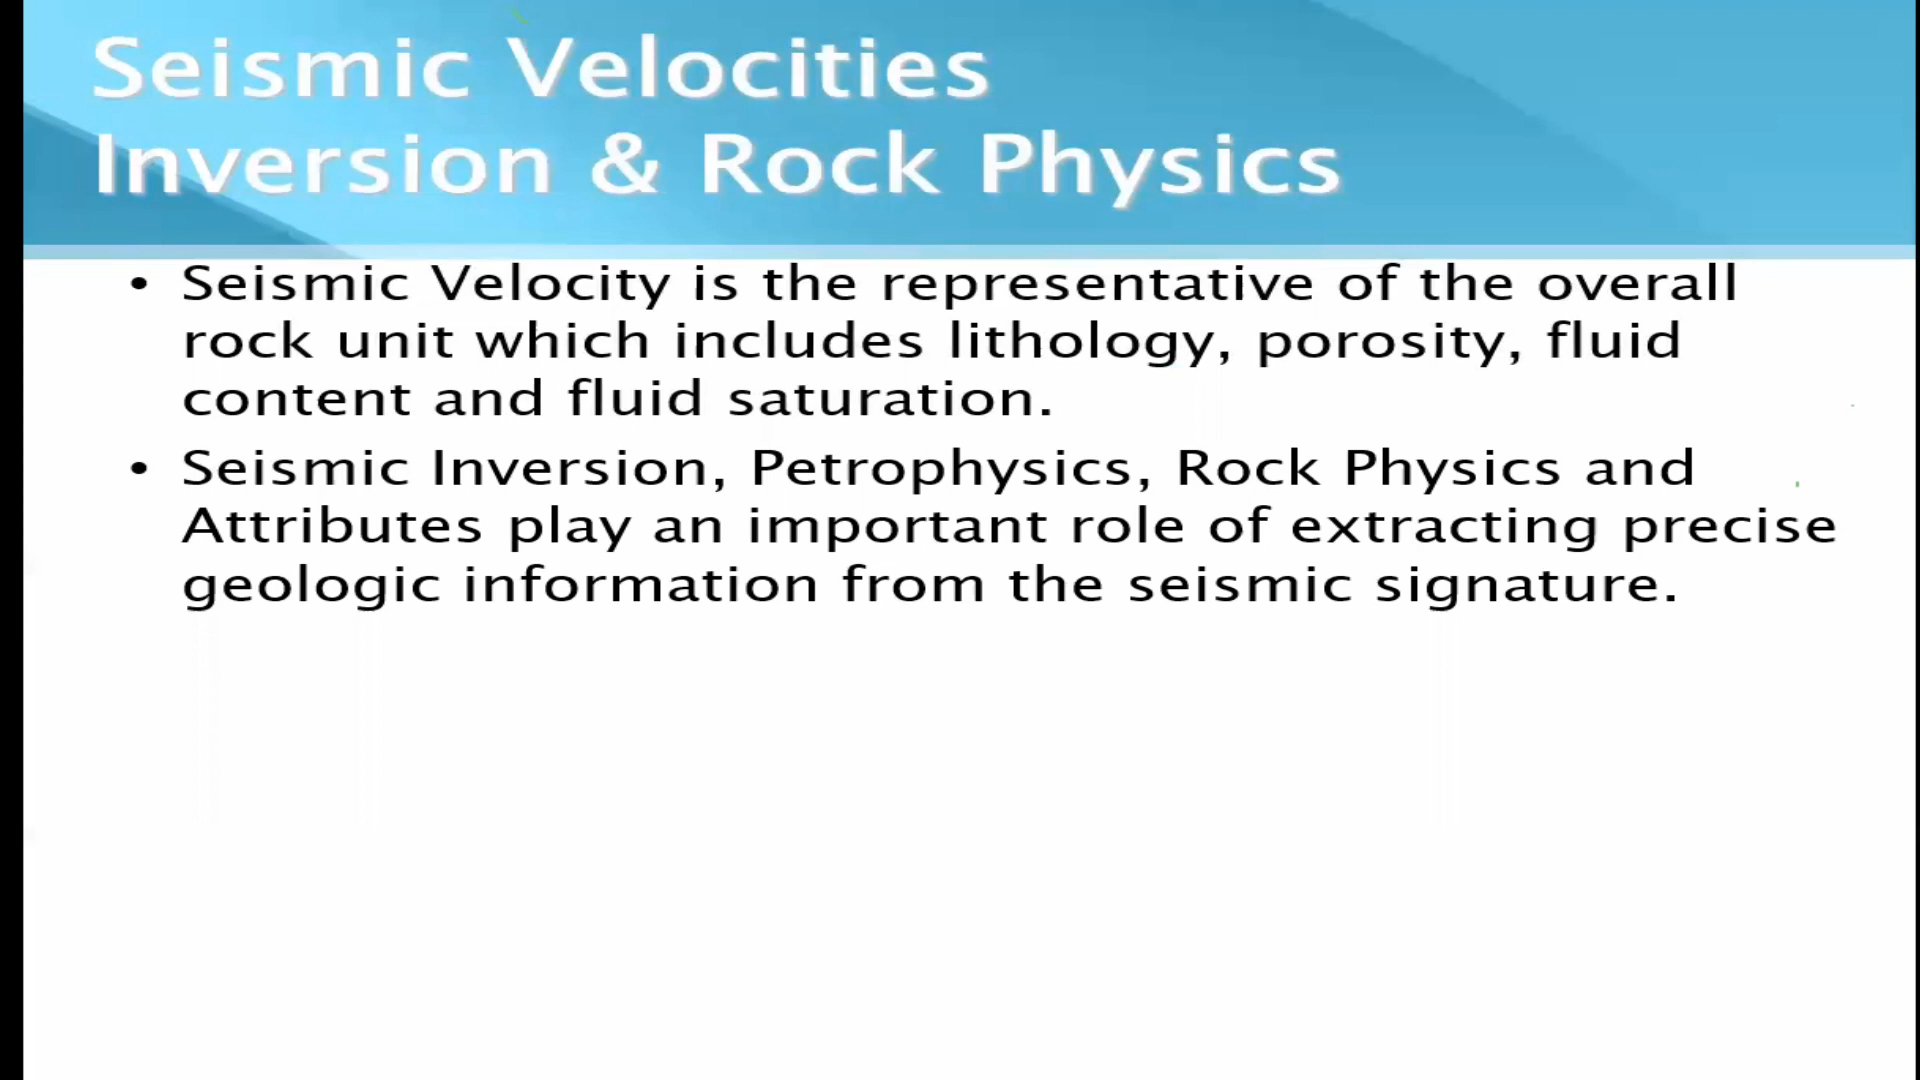 Seismic Velocities
Inversion & Rock Physics
• Seismic Velocity is the representative of the overall
rock unit which includes lithology, porosity, fluid
content and fluid saturation.
• Seismic Inversion, Petrophysics, Rock Physics and
Attributes play an important role of extracting precise
geologic information from the seismic signature.